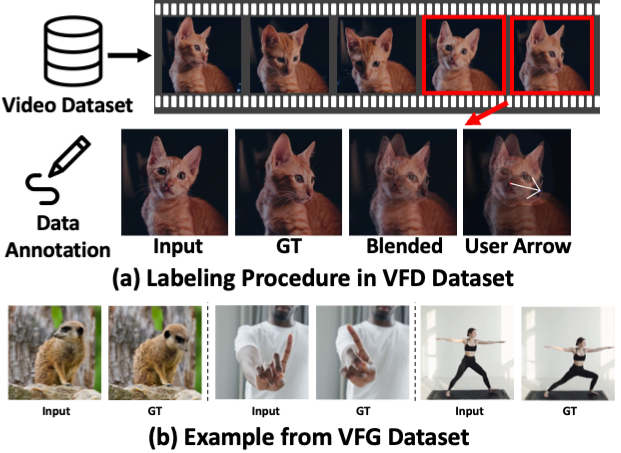 Video Dataset
Data
Annotation
Input GT Blended User Arrow
(a) Labeling Procedure in VFD Dataset
Input GT Input GT Input GT
(b) Example from VFG Dataset